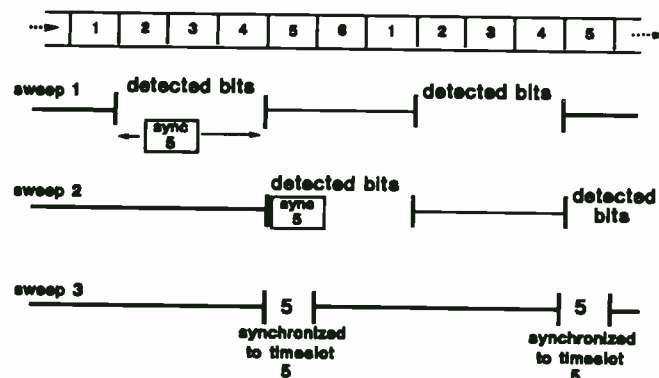 1 2 3 4 5 6 1 2 3 4 5
sweep 1
detected bits
detected bits
sync
5
sweep 2
detected bits
sync
5
detected
bits
sweep 3
5
synchronized
to timeslot
5
5
synchronized
to timeslot
5